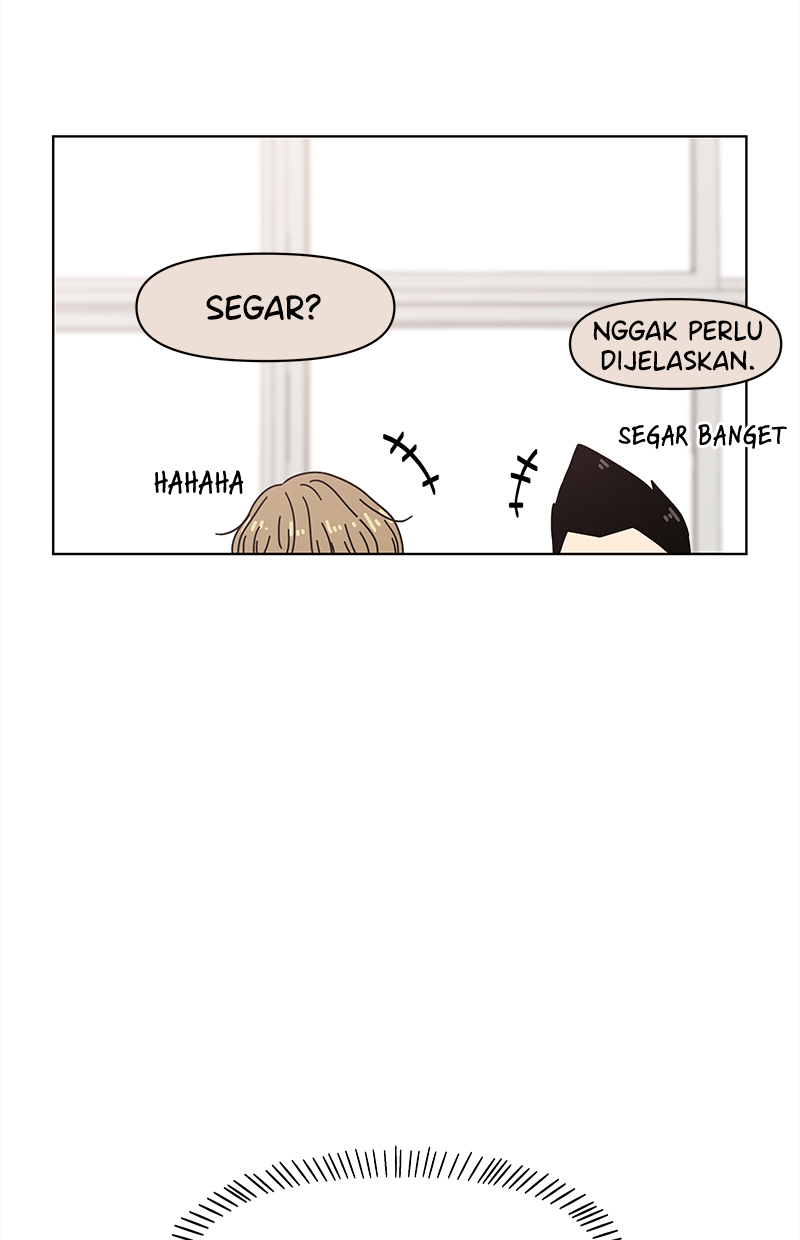 SEGAR?
NGGAK PERLU
DIJELASKAN.
SEGAR BANGET
HAHAHA